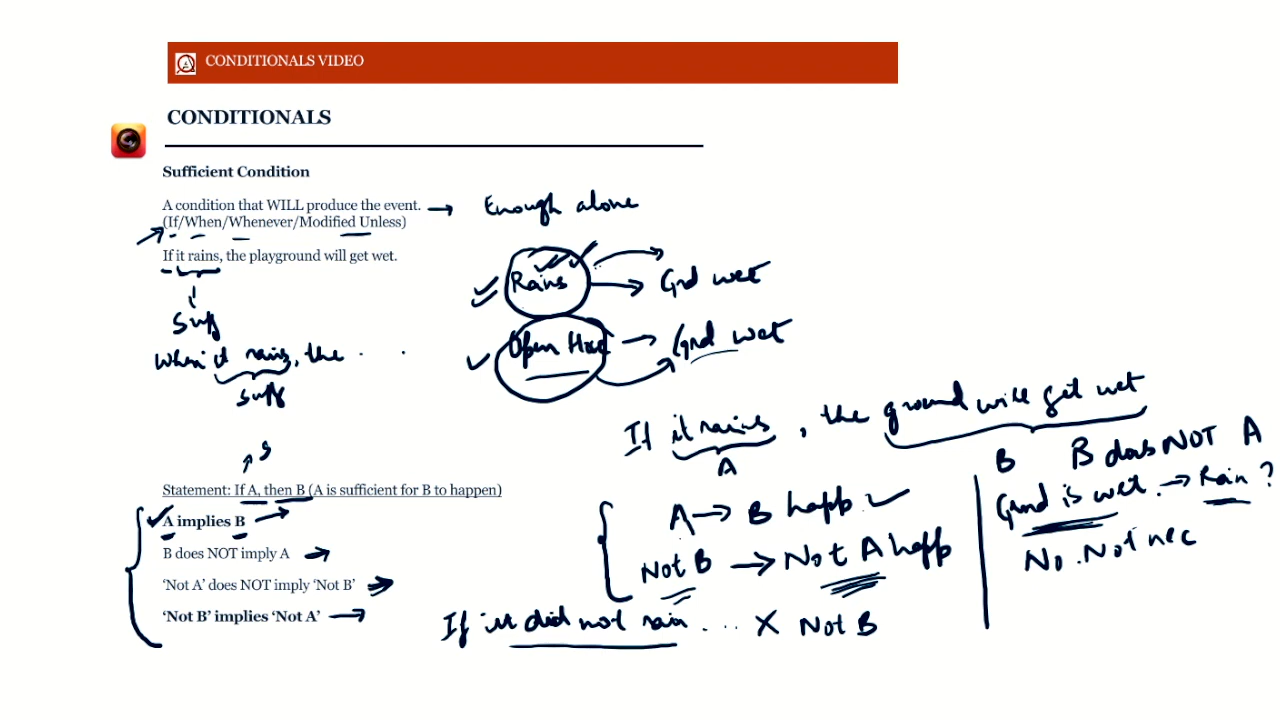 CONDITIONALS VIDEO
CONDITIONALS
Sufficient Condition
A condition that WILL produce the event.
(If/When/Whenever/Modified Unless)
Enough alone
If it rains, the playground will get wet.
Suff
When it rains, the
Suff
Rains
Grd wet
Open Hose
Grd wet
If it rains, the ground will get wet
A
B
B does NOT A
S
Statement: If A, then B (A is sufficient for B to happen)
A implies B
B does NOT imply A
'Not A' does NOT imply 'Not B'
'Not B' implies 'Not A'
A → B happ
Not B → Not A happ
Grnd is wet → Rain ?
No. Not nec
If it did not rain ... X Not B